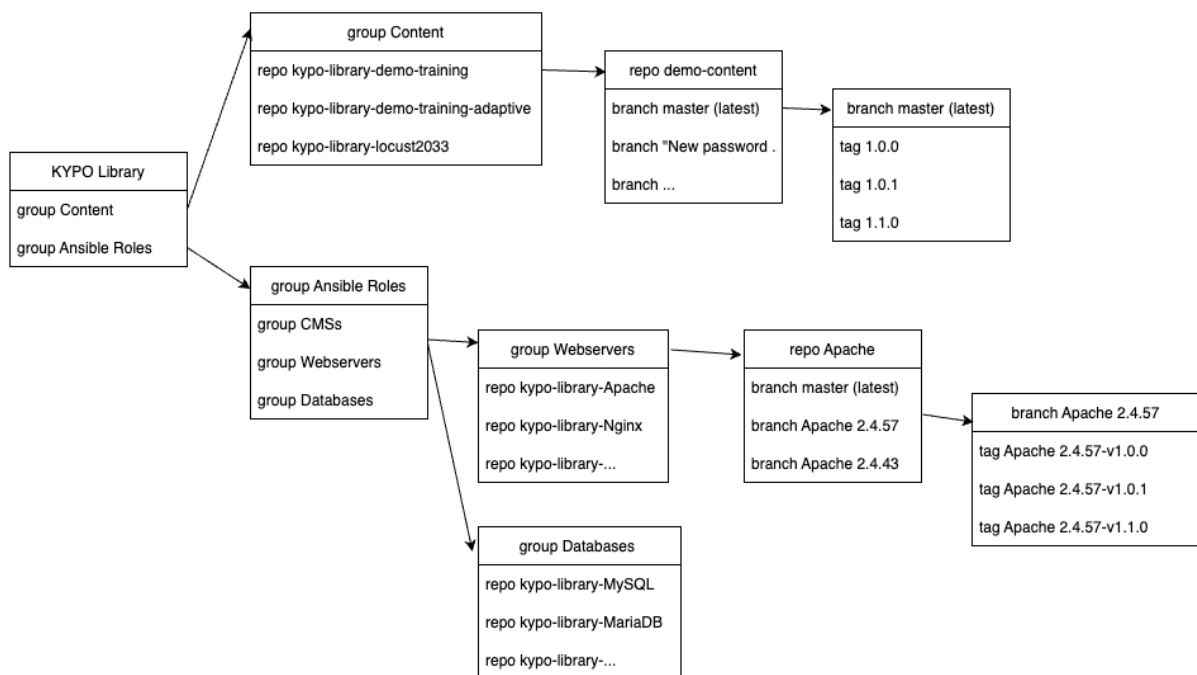 group Content
repo kypo-library-demo-training
repo kypo-library-demo-training-adaptive
repo kypo-library-locust2033
repo demo-content
branch master (latest)
branch "New password .
branch ...
branch master (latest)
tag 1.0.0
tag 1.0.1
tag 1.1.0
KYPO Library
group Content
group Ansible Roles
group Ansible Roles
group CMSs
group Webservers
group Databases
group Webservers
repo kypo-library-Apache
repo kypo-library-Nginx
repo kypo-library-...
repo Apache
branch master (latest)
branch Apache 2.4.57
branch Apache 2.4.43
branch Apache 2.4.57
tag Apache 2.4.57-v1.0.0
tag Apache 2.4.57-v1.0.1
tag Apache 2.4.57-v1.1.0
group Databases
repo kypo-library-MySQL
repo kypo-library-MariaDB
repo kypo-library-...